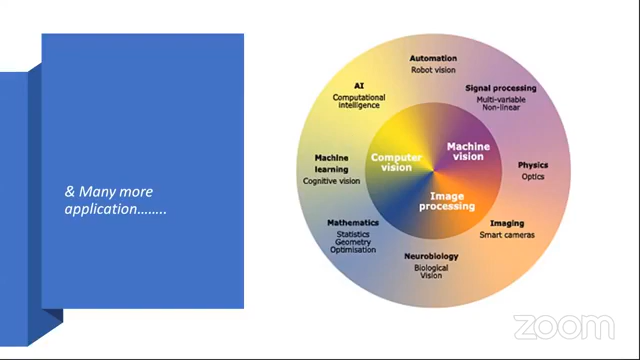 & Many more
application........
Automation
Robot vision
AI
Computational
intelligence
Signal processing
Multi-variable
Non-linear
Machine
learning
Cognitive vision
Computer
vision
Machine
vision
Physics
Optics
Image
processing
Mathematics
Statistics
Geometry
Optimisation
Imaging
Smart cameras
Neurobiology
Biological
Vision
zoom